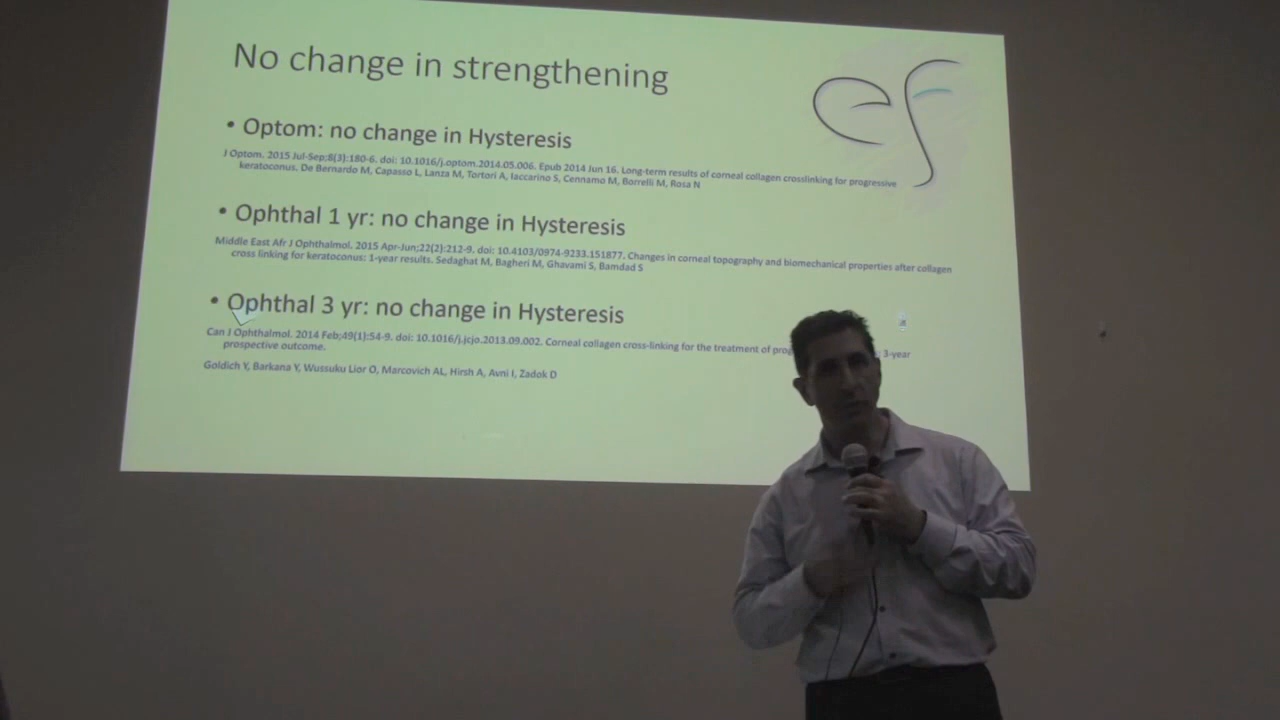 No change in strengthening
ef
• Optom: no change in Hysteresis
J Optom. 2015 Jul-Sep;8(3):180-6. doi: 10.1016/j.optom.2014.05.006. Epub 2014 Jun 16. Long-term results of corneal collagen crosslinking for progressive
keratoconus. De Bernardo M, Capasso L, Lanza M, Tortori A, Iaccarino S, Cennamo M, Borrelli M, Rosa N
• Ophthal 1 yr: no change in Hysteresis
Middle East Afr J Ophthalmol. 2015 Apr-Jun;22(2):212-9. doi: 10.4103/0974-9233.151877. Changes in corneal topography and biomechanical properties after collagen
cross linking for keratoconus: 1-year results. Sedaghat M, Bagheri M, Ghavami S, Bamdad S
• Ophthal 3 yr: no change in Hysteresis
Can J Ophthalmol. 2014 Feb;49(1):54-9. doi: 10.1016/j.jcjo.2013.09.002. Corneal collagen cross-linking for the treatment of 3-year
prospective outcome.
Goldich Y, Barkana Y, Wussuku Lior O, Marcovich AL, Hirsh A, Avni I, Zadok D